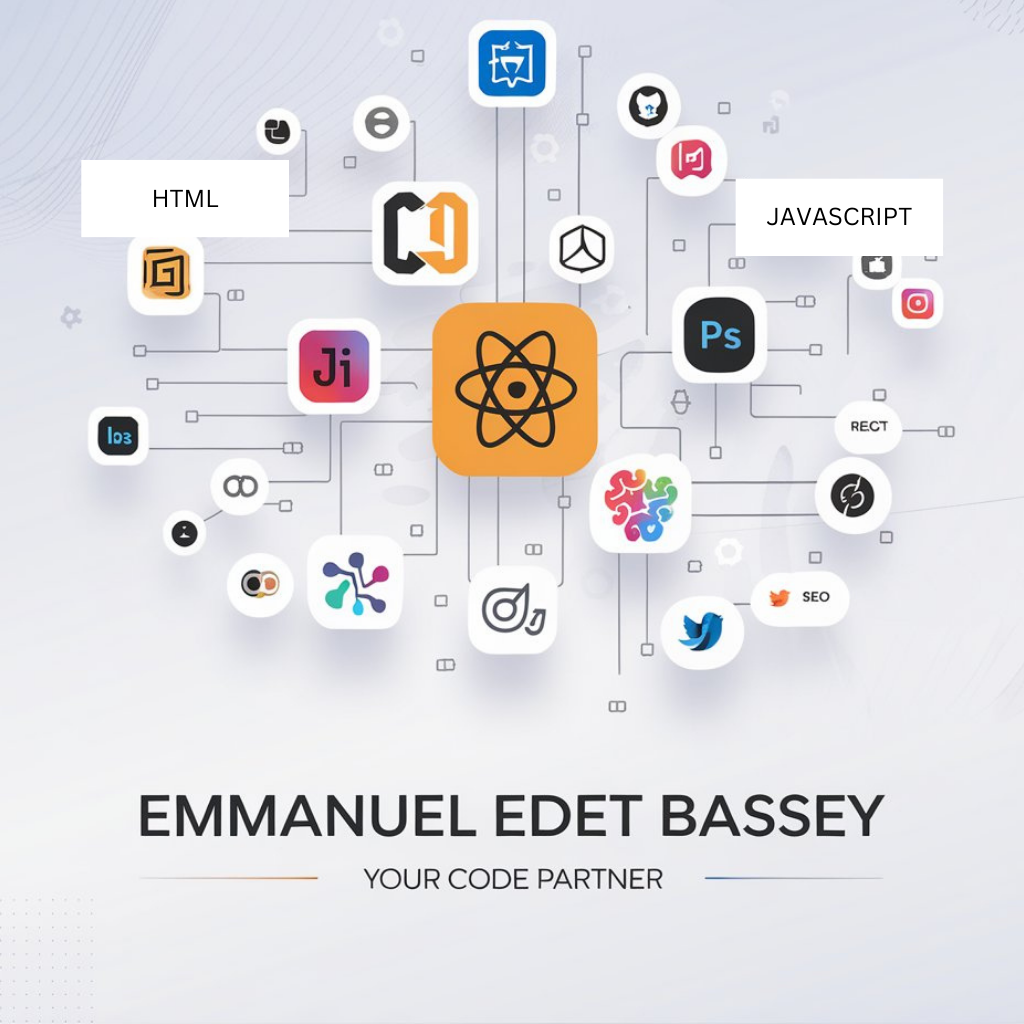 HTML
JAVASCRIPT
Ps
Ji
RECT
SEO
EMMANUEL EDET BASSEY
YOUR CODE PARTNER